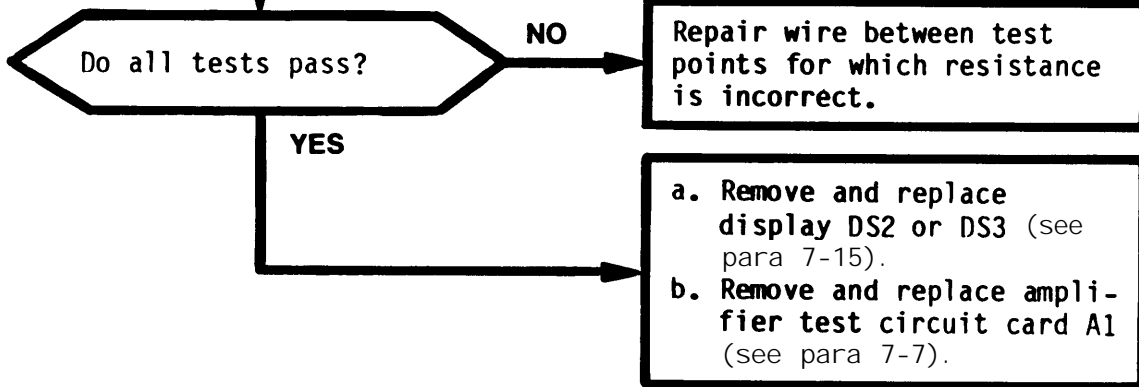 Do all tests pass?
NO
Repair wire between test
points for which resistance
is incorrect.
YES
a. Remove and replace
display DS2 or DS3 (see
para 7-15).
b. Remove and replace ampli-
fier test circuit card A1
(see para 7-7).